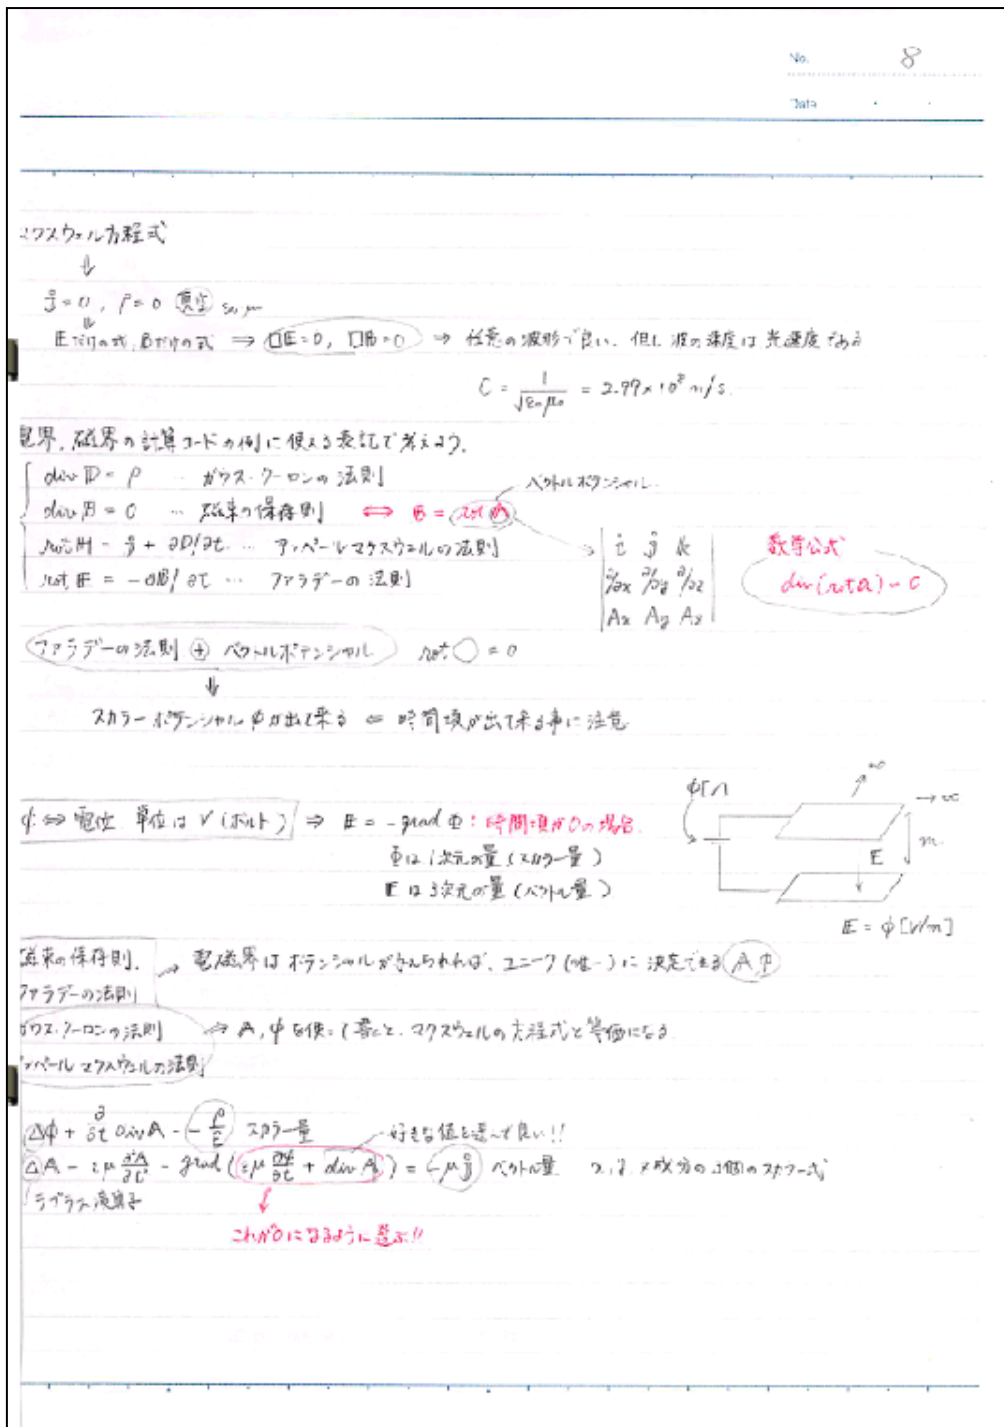 No. 8
Date
マクスウェル方程式
⇓
j = 0, ρ = 0 真空 ε₀, μ₀
⇓
Eだけの式, Bだけの式 ⇒ □E=0, □B=0 ⇒ 任意の波形で良い、但し波の速度は光速度である
C = 1/√ε₀μ₀ = 2.99×10⁸ m/s.
電界、磁界の計算コードの例に使える表記で考えよう。
div D = ρ … ガウス・クーロンの法則
ベクトルポテンシャル
div B = 0 … 磁束の保存則 ⇔ B = rot A
rot H = j + ∂D/∂t … アンペールマクスウェルの法則
rot E = -∂B/∂t … ファラデーの法則
i j k
∂/∂x ∂/∂y ∂/∂z
Ax Ay Az
数学公式
div(rot a) = 0
ファラデーの法則 ⊕ ベクトルポテンシャル rot ○ = 0
⇓
スカラーポテンシャル φ が出て来る ⇐ 時間項が出て来る事に注意
φ ⇔ 電位 単位は V (ボルト) ⇒ E = -grad Φ : 時間項が0の場合
Φは1次元の量 (スカラー量)
Eは3次元の量 (ベクトル量)
φ[V]
∞
→∞
m
E
E = φ [V/m]
磁束の保存則、
ファラデーの法則
→ 電磁界はポテンシャルが与えられれば、ユニーク (唯一) に決定できる A, Φ
ガウス・クーロンの法則
アンペールマクスウェルの法則
⇒ A, φ を使って書くと、マクスウェルの方程式と等価になる
Δφ + ∂/∂t div A = -ρ/ε スカラー量
好きな値を選んで良い!!
ΔA - εμ ∂²A/∂t² - grad (εμ ∂φ/∂t + div A) = -μj ベクトル量
ラプラス演算子
これが0になるように選ぶ!!